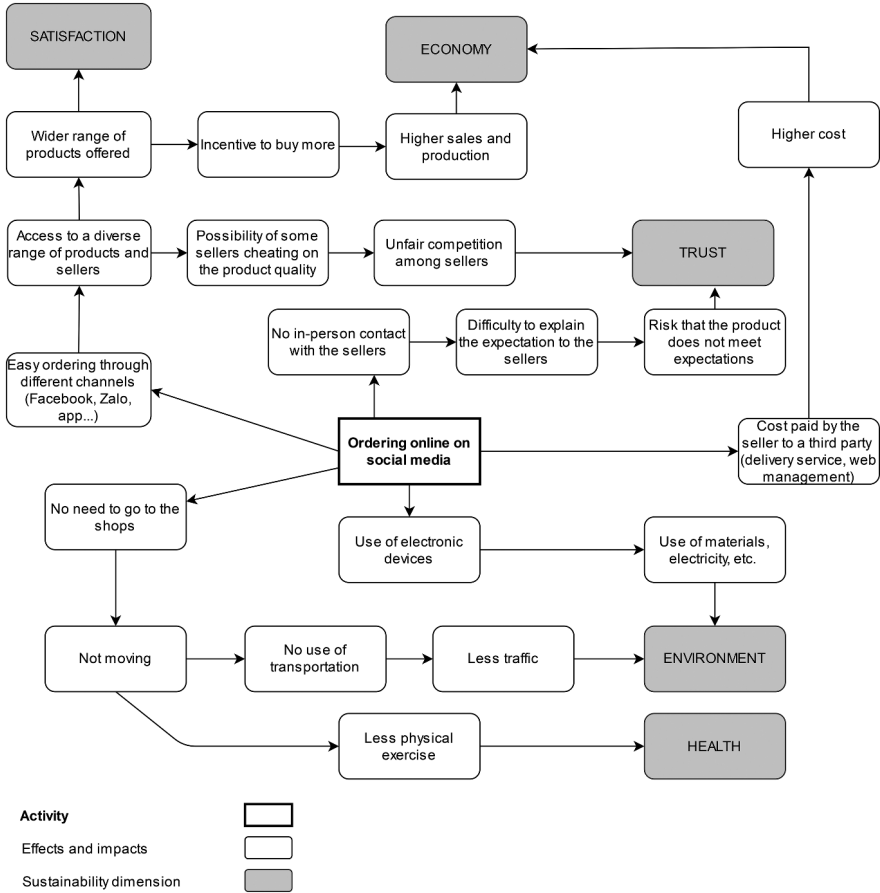 SATISFACTION
ECONOMY
Wider range of
products offered
Incentive to buy more
Higher sales and
production
Higher cost
Access to a diverse
range of products and
sellers
Possibility of some
sellers cheating on
the product quality
Unfair competition
among sellers
TRUST
No in-person contact
with the sellers
Difficulty to explain
the expectation to the
sellers
Risk that the product
does not meet
expectations
Easy ordering through
different channels
(Facebook, Zalo,
app...)
Ordering online on
social media
Cost paid by the
seller to a third party
(delivery service, web
management)
No need to go to the
shops
Use of electronic
devices
Use of materials,
electricity, etc.
Not moving
No use of
transportation
Less traffic
ENVIRONMENT
Less physical
exercise
HEALTH
Activity
Effects and impacts
Sustainability dimension